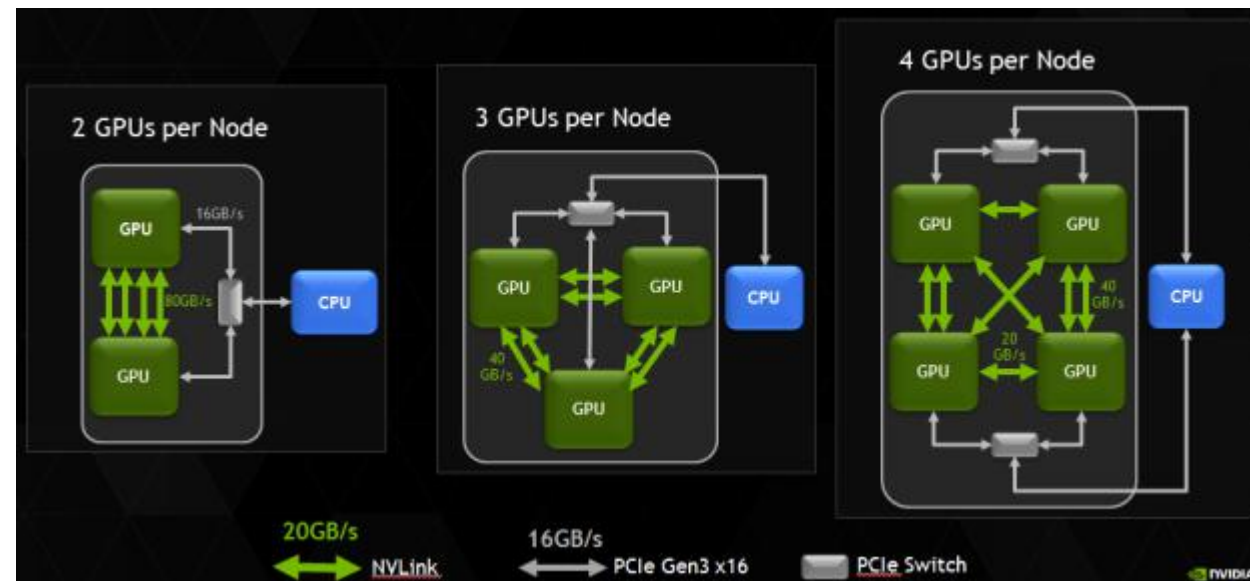 2 GPUs per Node
GPU
16GB/s
80GB/s
CPU
GPU
3 GPUs per Node
GPU
GPU
CPU
40
GB/s
GPU
4 GPUs per Node
GPU
GPU
40
GB/s
CPU
20
GB/s
GPU
GPU
20GB/s
NVLink
16GB/s
PCIe Gen3 x16
PCIe Switch
NVIDIA